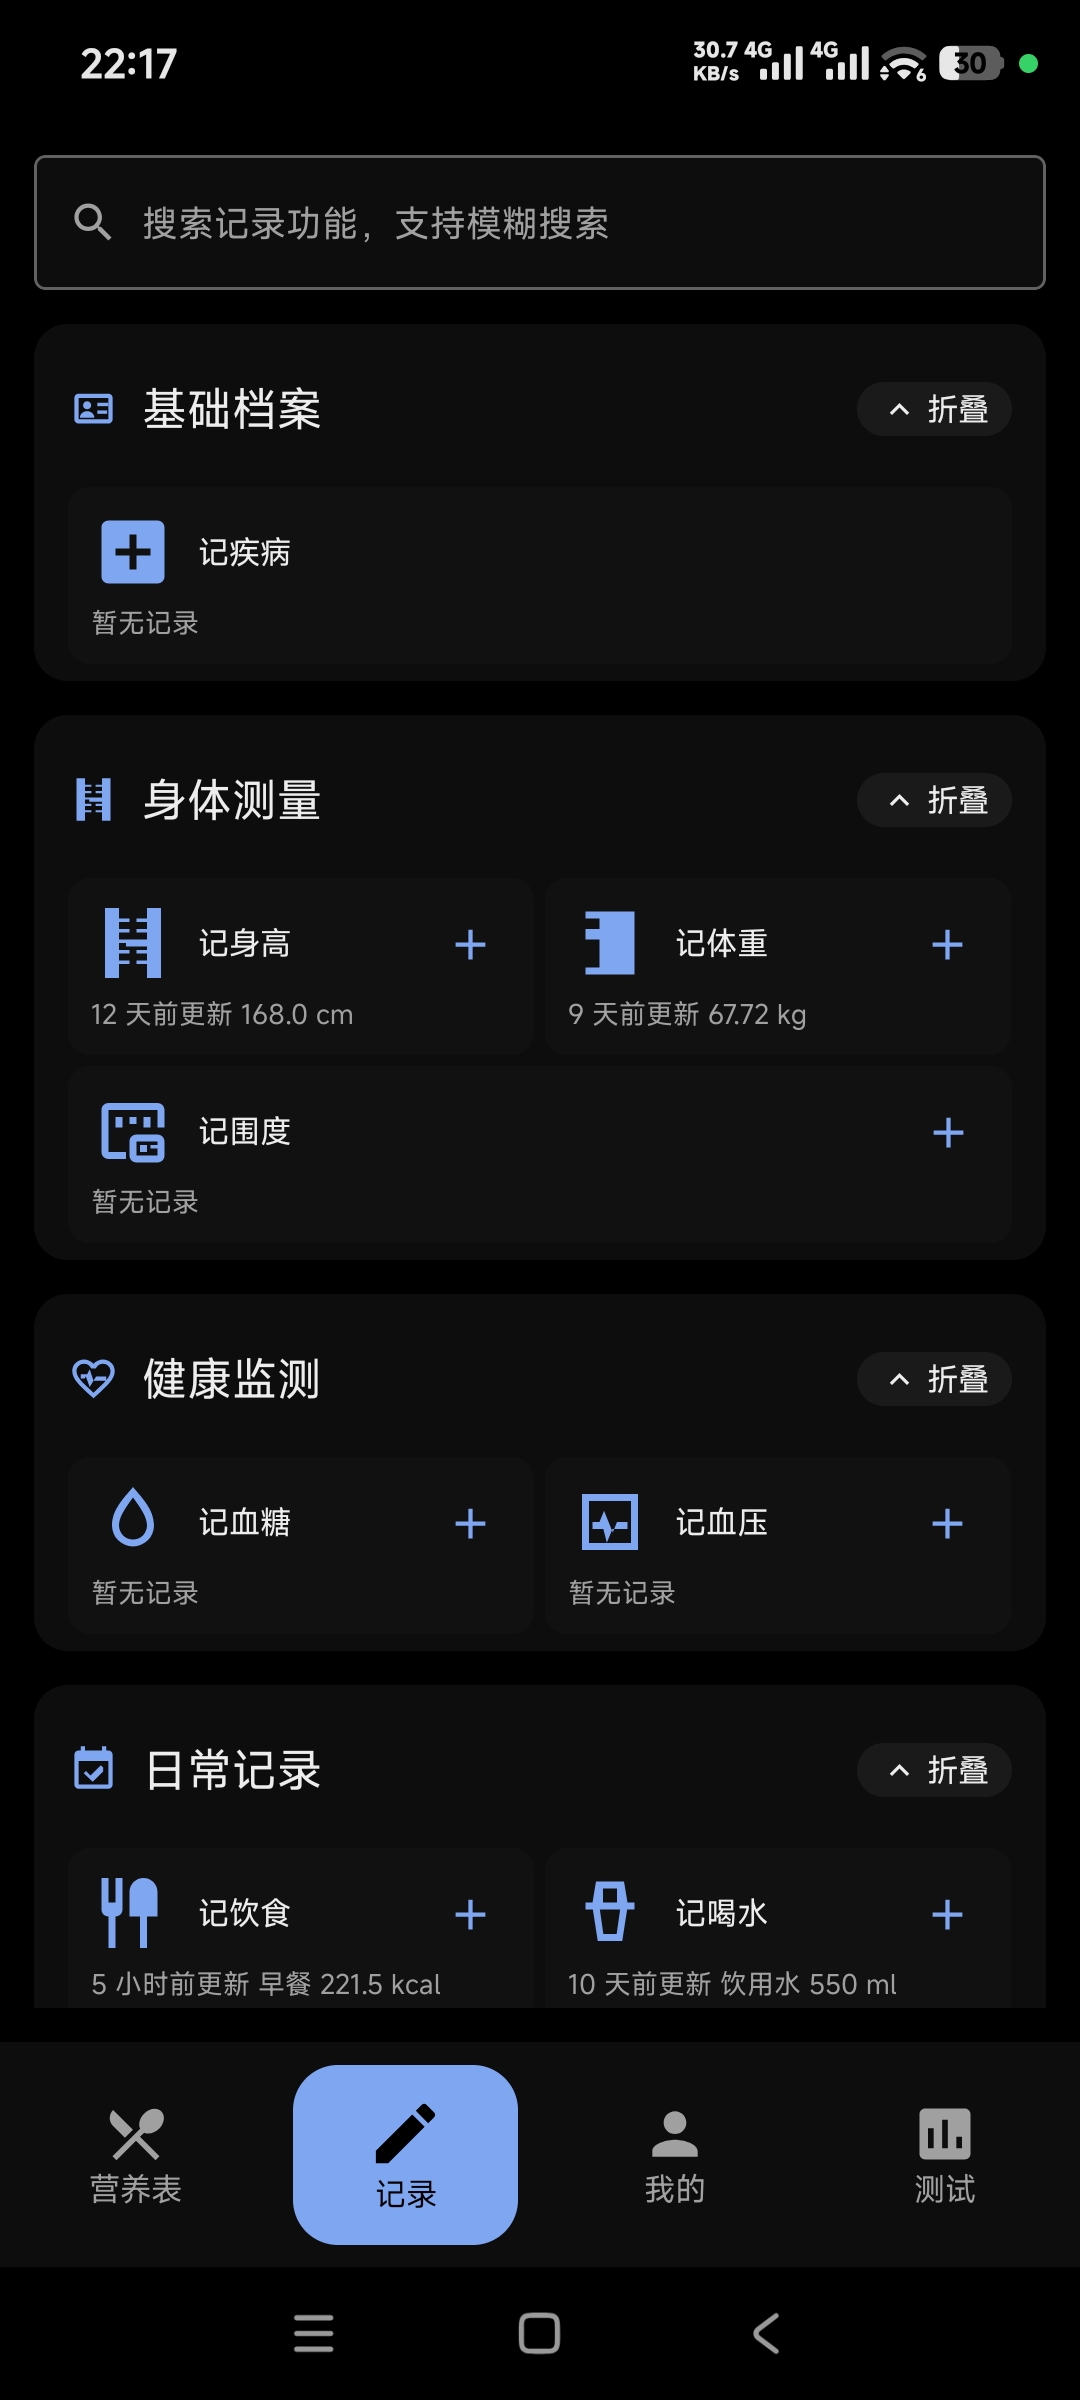 22:17
30.7 KB/s 4G 4G 6 30
搜索记录功能，支持模糊搜索
基础档案
折叠
记疾病
暂无记录
身体测量
折叠
记身高
记体重
12 天前更新 168.0 cm
9 天前更新 67.72 kg
记围度
暂无记录
健康监测
折叠
记血糖
记血压
暂无记录
暂无记录
日常记录
折叠
记饮食
记喝水
5 小时前更新 早餐 221.5 kcal
10 天前更新 饮用水 550 ml
营养表
记录
我的
测试